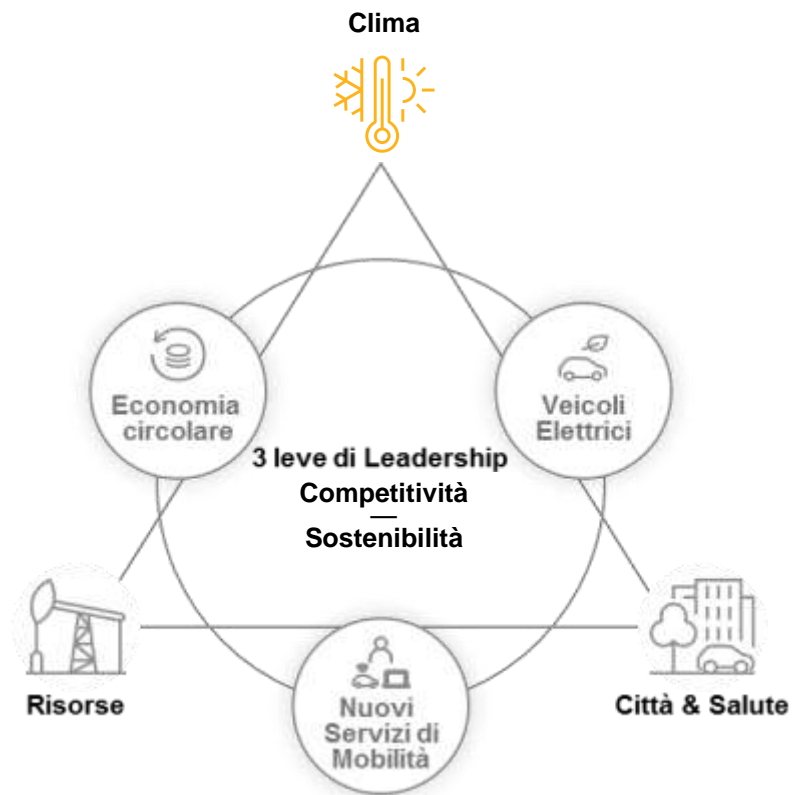 Clima
Economia
circolare
Veicoli
Elettrici
3 leve di Leadership
Competitività
Sostenibilità
Risorse
Città & Salute
Nuovi
Servizi di
Mobilità